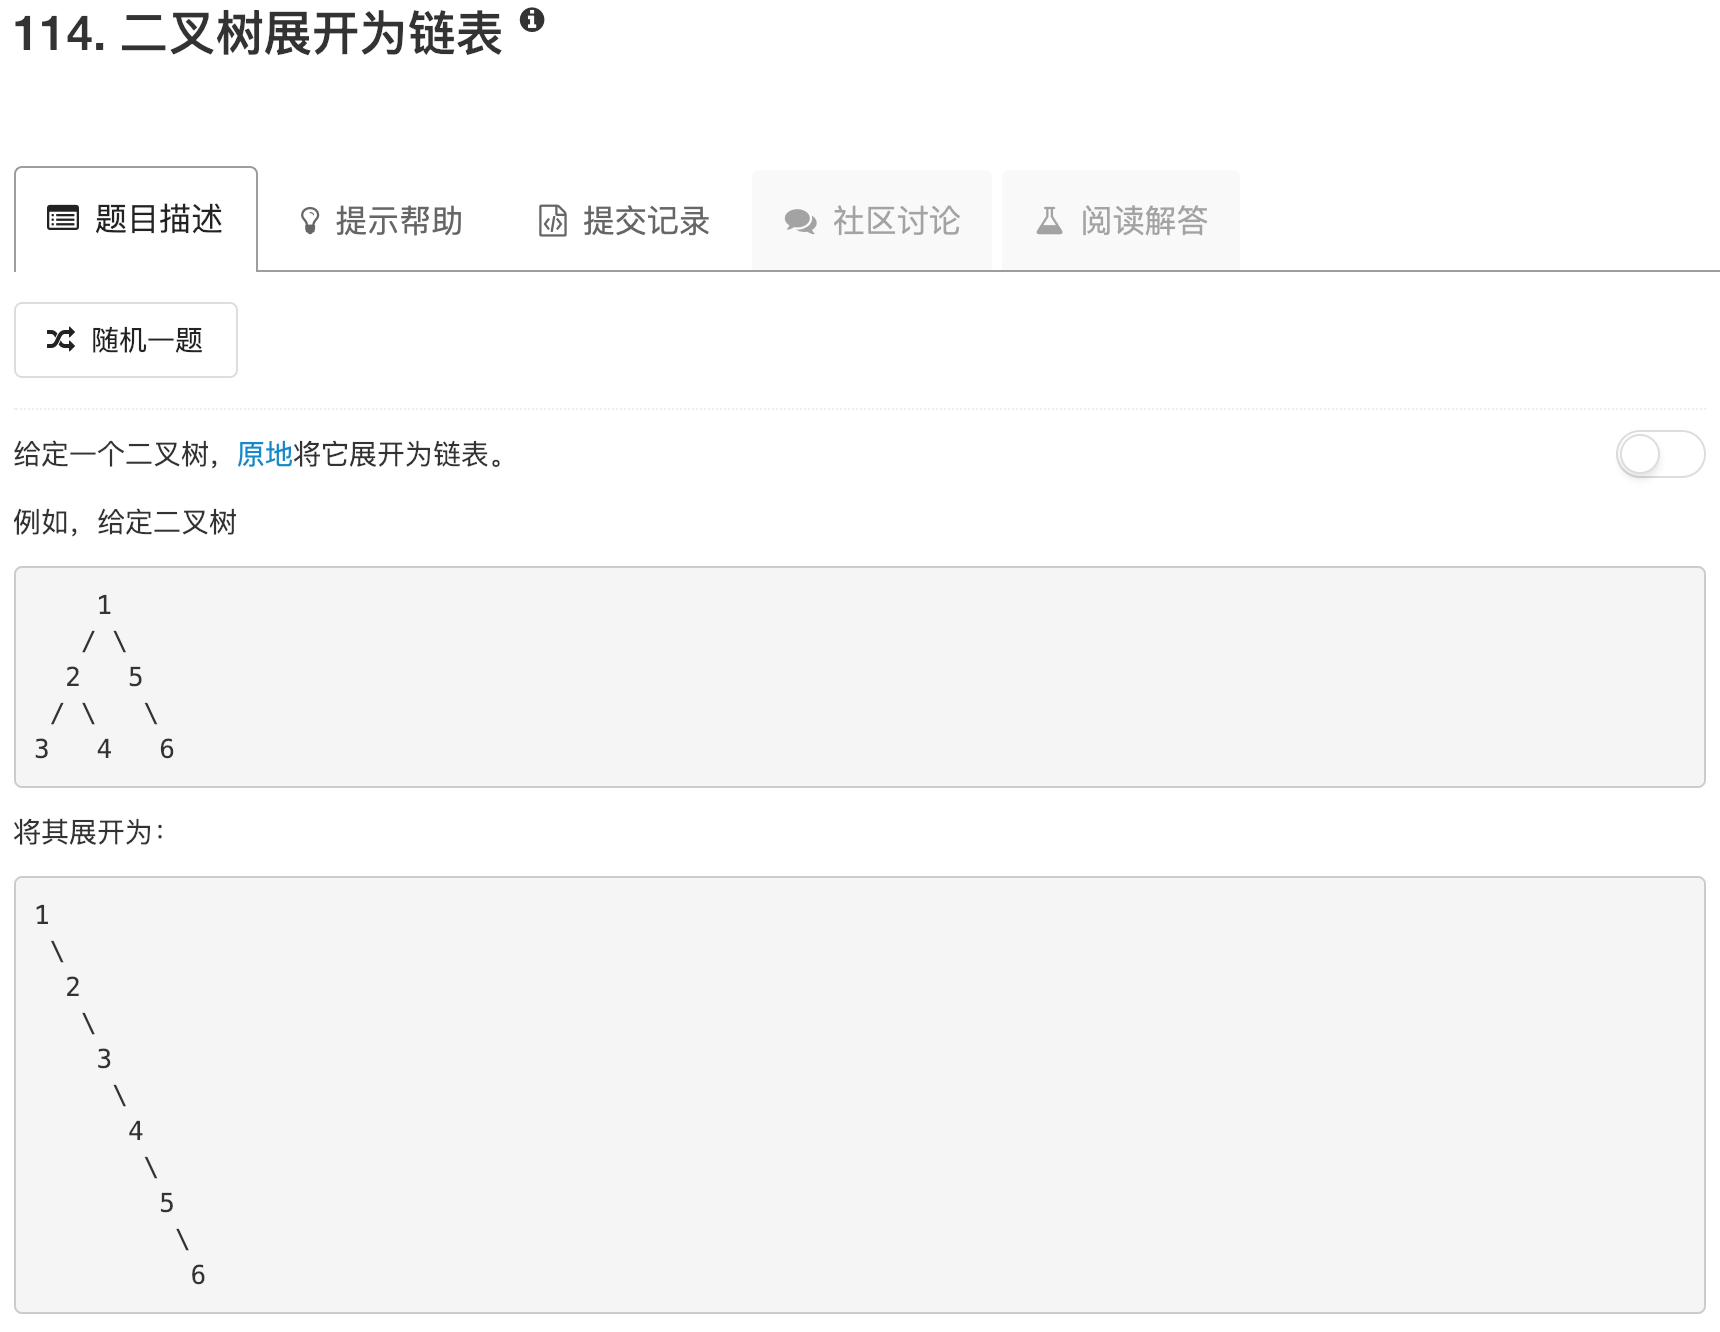 114. 二叉树展开为链表
题目描述 提示帮助 提交记录 社区讨论 阅读解答
随机一题
给定一个二叉树，原地将它展开为链表。
例如，给定二叉树
    1
   / \
  2   5
 / \   \
3   4   6
将其展开为：
1
 \
  2
   \
    3
     \
      4
       \
        5
         \
          6